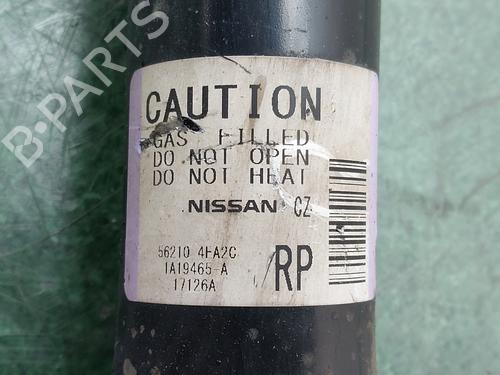 B-PARTS
CAUTION
GAS FILLED
DO NOT OPEN
DO NOT HEAT
NISSAN CZ
56210 4FA2C
1A19465-A
17126A
RP